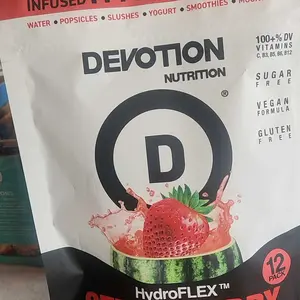 INFUSED
WATER • POPSICLES • SLUSHES • YOGURT • SMOOTHIES •
DEVOTION
NUTRITION
®
D
100+% DV
VITAMINS
C, B3, B5, B6, B12
SUGAR
FREE
VEGAN
FORMULA
GLUTEN
FREE
HydroFLEX™
12
PACK